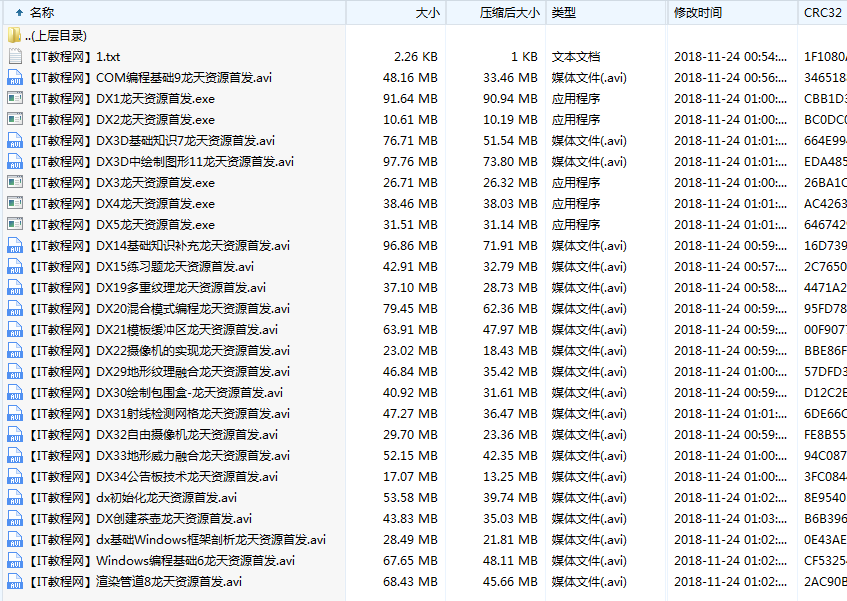 名称 大小 压缩后大小 类型 修改时间 CRC32
..(上层目录)
【IT教程网】1.txt 2.26 KB 1 KB 文本文档 2018-11-24 00:54:... 1F1080
【IT教程网】COM编程基础9龙天资源首发.avi 48.16 MB 33.46 MB 媒体文件(.avi) 2018-11-24 00:56:... 346518
【IT教程网】DX1龙天资源首发.exe 91.64 MB 90.94 MB 应用程序 2018-11-24 01:00:... CBB1D3
【IT教程网】DX2龙天资源首发.exe 10.61 MB 10.19 MB 应用程序 2018-11-24 01:00:... BC0DC0
【IT教程网】DX3D基础知识7龙天资源首发.avi 76.71 MB 51.54 MB 媒体文件(.avi) 2018-11-24 01:01:... 664E99
【IT教程网】DX3D中绘制图形11龙天资源首发.avi 97.76 MB 73.80 MB 媒体文件(.avi) 2018-11-24 01:01:... EDA485
【IT教程网】DX3龙天资源首发.exe 26.71 MB 26.32 MB 应用程序 2018-11-24 01:00:... 26BA1C
【IT教程网】DX4龙天资源首发.exe 38.46 MB 38.03 MB 应用程序 2018-11-24 01:01:... AC4263
【IT教程网】DX5龙天资源首发.exe 31.51 MB 31.14 MB 应用程序 2018-11-24 01:01:... 646742
【IT教程网】DX14基础知识补充龙天资源首发.avi 96.86 MB 71.91 MB 媒体文件(.avi) 2018-11-24 00:59:... 16D739
【IT教程网】DX15练习题龙天资源首发.avi 42.91 MB 32.79 MB 媒体文件(.avi) 2018-11-24 00:57:... 2C7650
【IT教程网】DX19多重纹理龙天资源首发.avi 37.10 MB 28.73 MB 媒体文件(.avi) 2018-11-24 00:58:... 4471A2
【IT教程网】DX20混合模式编程龙天资源首发.avi 79.45 MB 62.36 MB 媒体文件(.avi) 2018-11-24 00:59:... 95FD78
【IT教程网】DX21模板缓冲区龙天资源首发.avi 63.91 MB 47.97 MB 媒体文件(.avi) 2018-11-24 00:59:... 00F907
【IT教程网】DX22摄像机的实现龙天资源首发.avi 23.02 MB 18.43 MB 媒体文件(.avi) 2018-11-24 00:59:... BBE86F
【IT教程网】DX29地形纹理融合龙天资源首发.avi 46.84 MB 35.42 MB 媒体文件(.avi) 2018-11-24 01:00:... 57DFD3
【IT教程网】DX30绘制包围盒-龙天资源首发.avi 40.92 MB 31.61 MB 媒体文件(.avi) 2018-11-24 00:59:... D12C2E
【IT教程网】DX31射线检测网格龙天资源首发.avi 47.27 MB 36.47 MB 媒体文件(.avi) 2018-11-24 01:01:... 6DE66C
【IT教程网】DX32自由摄像机龙天资源首发.avi 29.70 MB 23.36 MB 媒体文件(.avi) 2018-11-24 00:59:... FE8B55
【IT教程网】DX33地形威力融合龙天资源首发.avi 52.15 MB 42.35 MB 媒体文件(.avi) 2018-11-24 01:00:... 94C087
【IT教程网】DX34公告板技术龙天资源首发.avi 17.07 MB 13.25 MB 媒体文件(.avi) 2018-11-24 01:00:... 3FC084
【IT教程网】dx初始化龙天资源首发.avi 53.58 MB 39.74 MB 媒体文件(.avi) 2018-11-24 01:02:... 8E9540
【IT教程网】DX创建茶壶龙天资源首发.avi 43.83 MB 35.03 MB 媒体文件(.avi) 2018-11-24 01:03:... B6B396
【IT教程网】dx基础Windows框架剖析龙天资源首发.avi 28.49 MB 21.81 MB 媒体文件(.avi) 2018-11-24 01:02:... 0E43AE
【IT教程网】Windows编程基础6龙天资源首发.avi 67.65 MB 48.11 MB 媒体文件(.avi) 2018-11-24 01:02:... CF5325
【IT教程网】渲染管道8龙天资源首发.avi 68.43 MB 45.66 MB 媒体文件(.avi) 2018-11-24 01:02:... 2AC90B